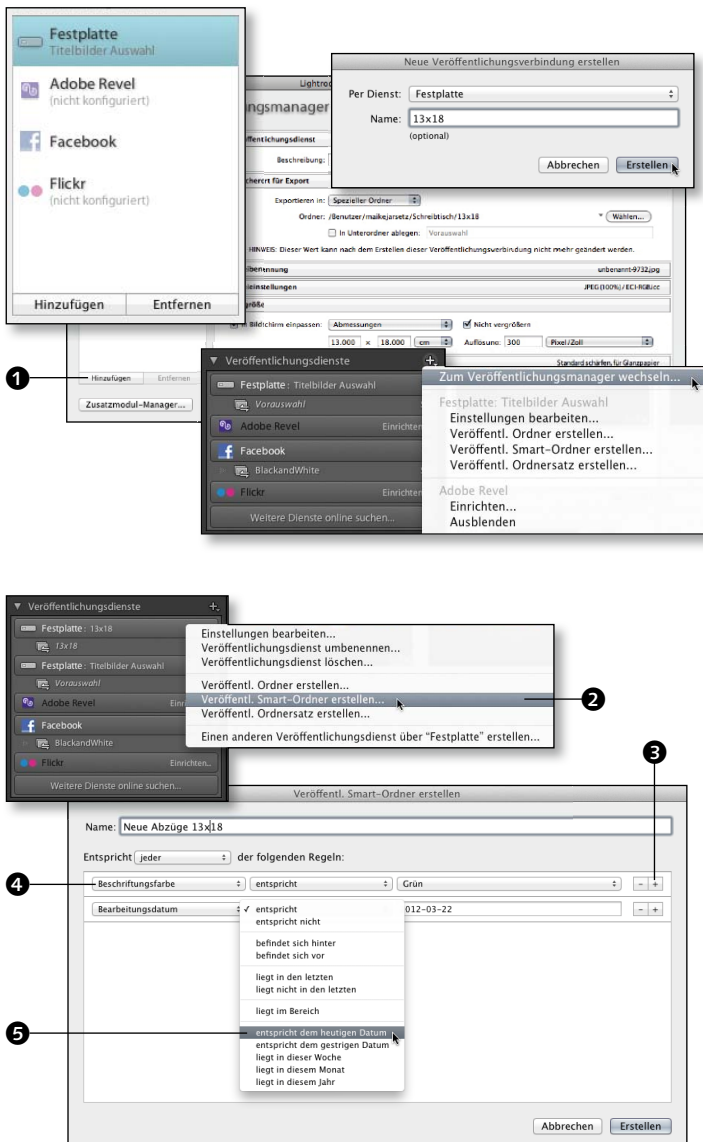 Festplatte
Titelbilder Auswahl
Adobe Revel
(nicht konfiguriert)
Facebook
Flickr
(nicht konfiguriert)
Hinzufügen Entfernen
Neue Veröffentlichungsverbindung erstellen
Per Dienst: Festplatte
Name: 13x18
(optional)
Abbrechen Erstellen
Beschreibung:
Exportieren in: Spezieller Ordner
Ordner: /Benutzer/maikejarsetz/Schreibtisch/13x18 Wählen...
In Unterordner ablegen: Vorauswahl
HINWEIS: Dieser Wert kann nach dem Erstellen dieser Veröffentlichungsverbindung nicht mehr geändert werden.
unbenannt-9732.jpg
JPEG (100%) /
Bildschirm einpassen: Abmessungen Nicht vergrößern
13.000 x 18.000 cm Auflösung: 300 Pixel/Zoll
Standard schärfen, für Glanzpapier
1
Hinzufügen Entfernen
Zusatzmodul-Manager...
Veröffentlichungsdienste
Festplatte: Titelbilder Auswahl
Vorauswahl
Adobe Revel Einrichten
Facebook
BlackandWhite
Flickr Einrichten
Weitere Dienste online suchen...
Zum Veröffentlichungsmanager wechseln...
Festplatte: Titelbilder Auswahl
Einstellungen bearbeiten...
Veröffentl. Ordner erstellen...
Veröffentl. Smart-Ordner erstellen...
Veröffentl. Ordnersatz erstellen...
Adobe Revel
Einrichten...
Ausblenden
Veröffentlichungsdienste
Festplatte: 13x18
13x18
Festplatte: Titelbilder Auswahl
Vorauswahl
Adobe Revel
Facebook
BlackandWhite
Flickr Einrichten...
Weitere Dienste online suchen...
Einstellungen bearbeiten...
Veröffentlichungsdienst umbenennen...
Veröffentlichungsdienst löschen...
Veröffentl. Ordner erstellen...
Veröffentl. Smart-Ordner erstellen...
2
Veröffentl. Ordnersatz erstellen...
Einen anderen Veröffentlichungsdienst über "Festplatte" erstellen...
3
Veröffentl. Smart-Ordner erstellen
Name: Neue Abzüge 13x18
Entspricht jeder der folgenden Regeln:
4
Beschriftungsfarbe entspricht Grün - +
Bearbeitungsdatum ✓ entspricht 012-03-22 - +
entspricht nicht
befindet sich hinter
befindet sich vor
liegt in den letzten
liegt nicht in den letzten
liegt im Bereich
5
entspricht dem heutigen Datum
entspricht dem gestrigen Datum
liegt in dieser Woche
liegt in diesem Monat
liegt in diesem Jahr
Abbrechen Erstellen